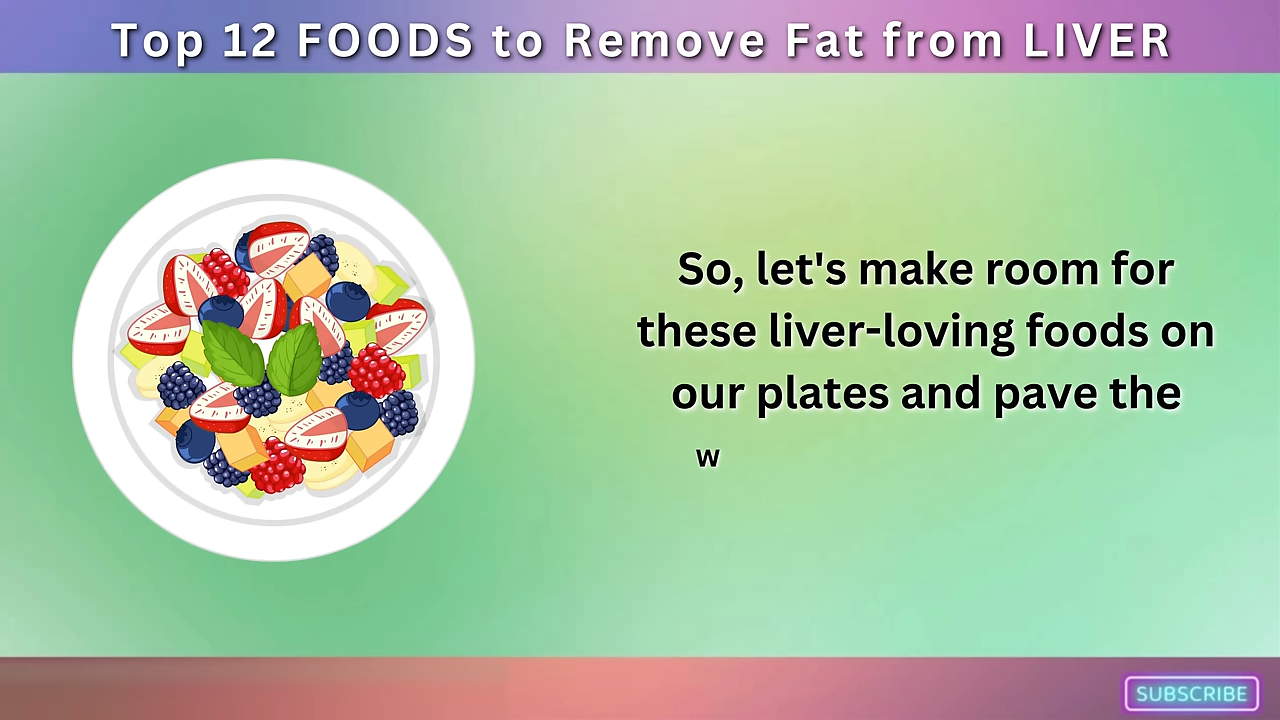 Top 12 FOODS to Remove Fat from LIVER
So, let's make room for
these liver-loving foods on
our plates and pave the
w
SUBSCRIBE